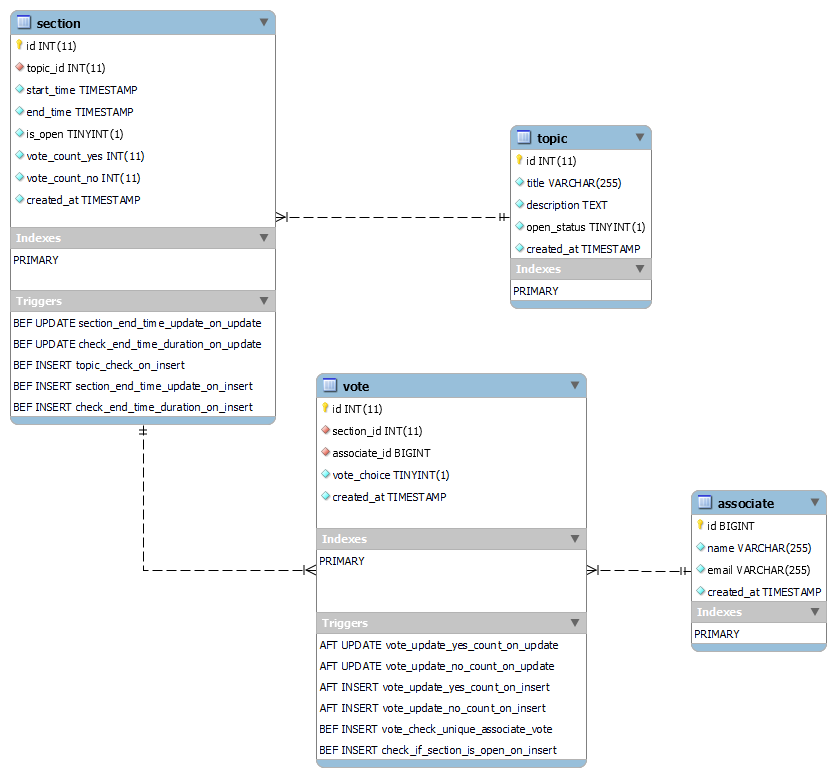 section
id INT(11)
topic_id INT(11)
start_time TIMESTAMP
end_time TIMESTAMP
is_open TINYINT(1)
vote_count_yes INT(11)
vote_count_no INT(11)
created_at TIMESTAMP
Indexes
PRIMARY
Triggers
BEF UPDATE section_end_time_update_on_update
BEF UPDATE check_end_time_duration_on_update
BEF INSERT topic_check_on_insert
BEF INSERT section_end_time_update_on_insert
BEF INSERT check_end_time_duration_on_insert
topic
id INT(11)
title VARCHAR(255)
description TEXT
open_status TINYINT(1)
created_at TIMESTAMP
Indexes
PRIMARY
vote
id INT(11)
section_id INT(11)
associate_id BIGINT
vote_choice TINYINT(1)
created_at TIMESTAMP
Indexes
PRIMARY
Triggers
AFT UPDATE vote_update_yes_count_on_update
AFT UPDATE vote_update_no_count_on_update
AFT INSERT vote_update_yes_count_on_insert
AFT INSERT vote_update_no_count_on_insert
BEF INSERT vote_check_unique_associate_vote
BEF INSERT check_if_section_is_open_on_insert
associate
id BIGINT
name VARCHAR(255)
email VARCHAR(255)
created_at TIMESTAMP
Indexes
PRIMARY